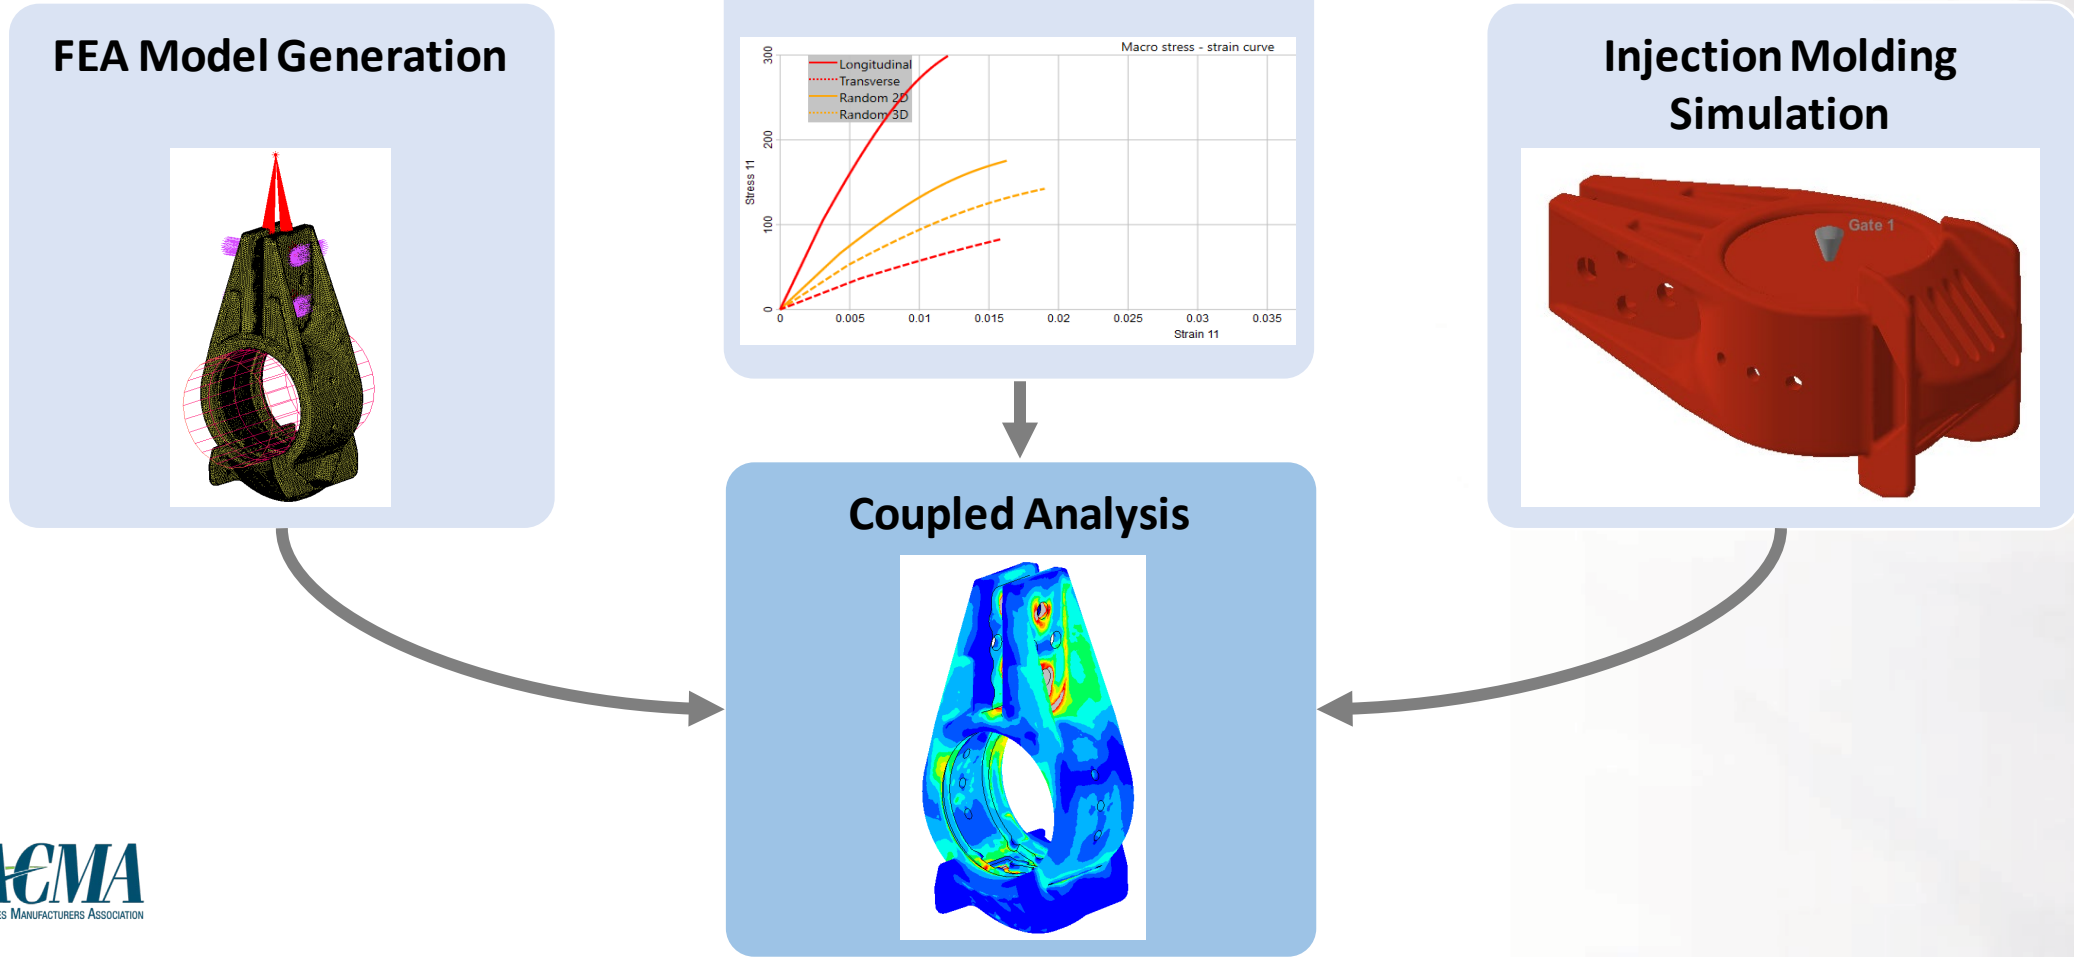 FEA Model Generation
Macro stress - strain curve
Longitudinal
Transverse
Random 2D
Random 3D
300
200
100
0
Stress 11
0 0.005 0.01 0.015 0.02 0.025 0.03 0.035
Strain 11
Injection Molding
Simulation
Gate 1
Coupled Analysis
ACMA
ES MANUFACTURERS ASSOCIATION